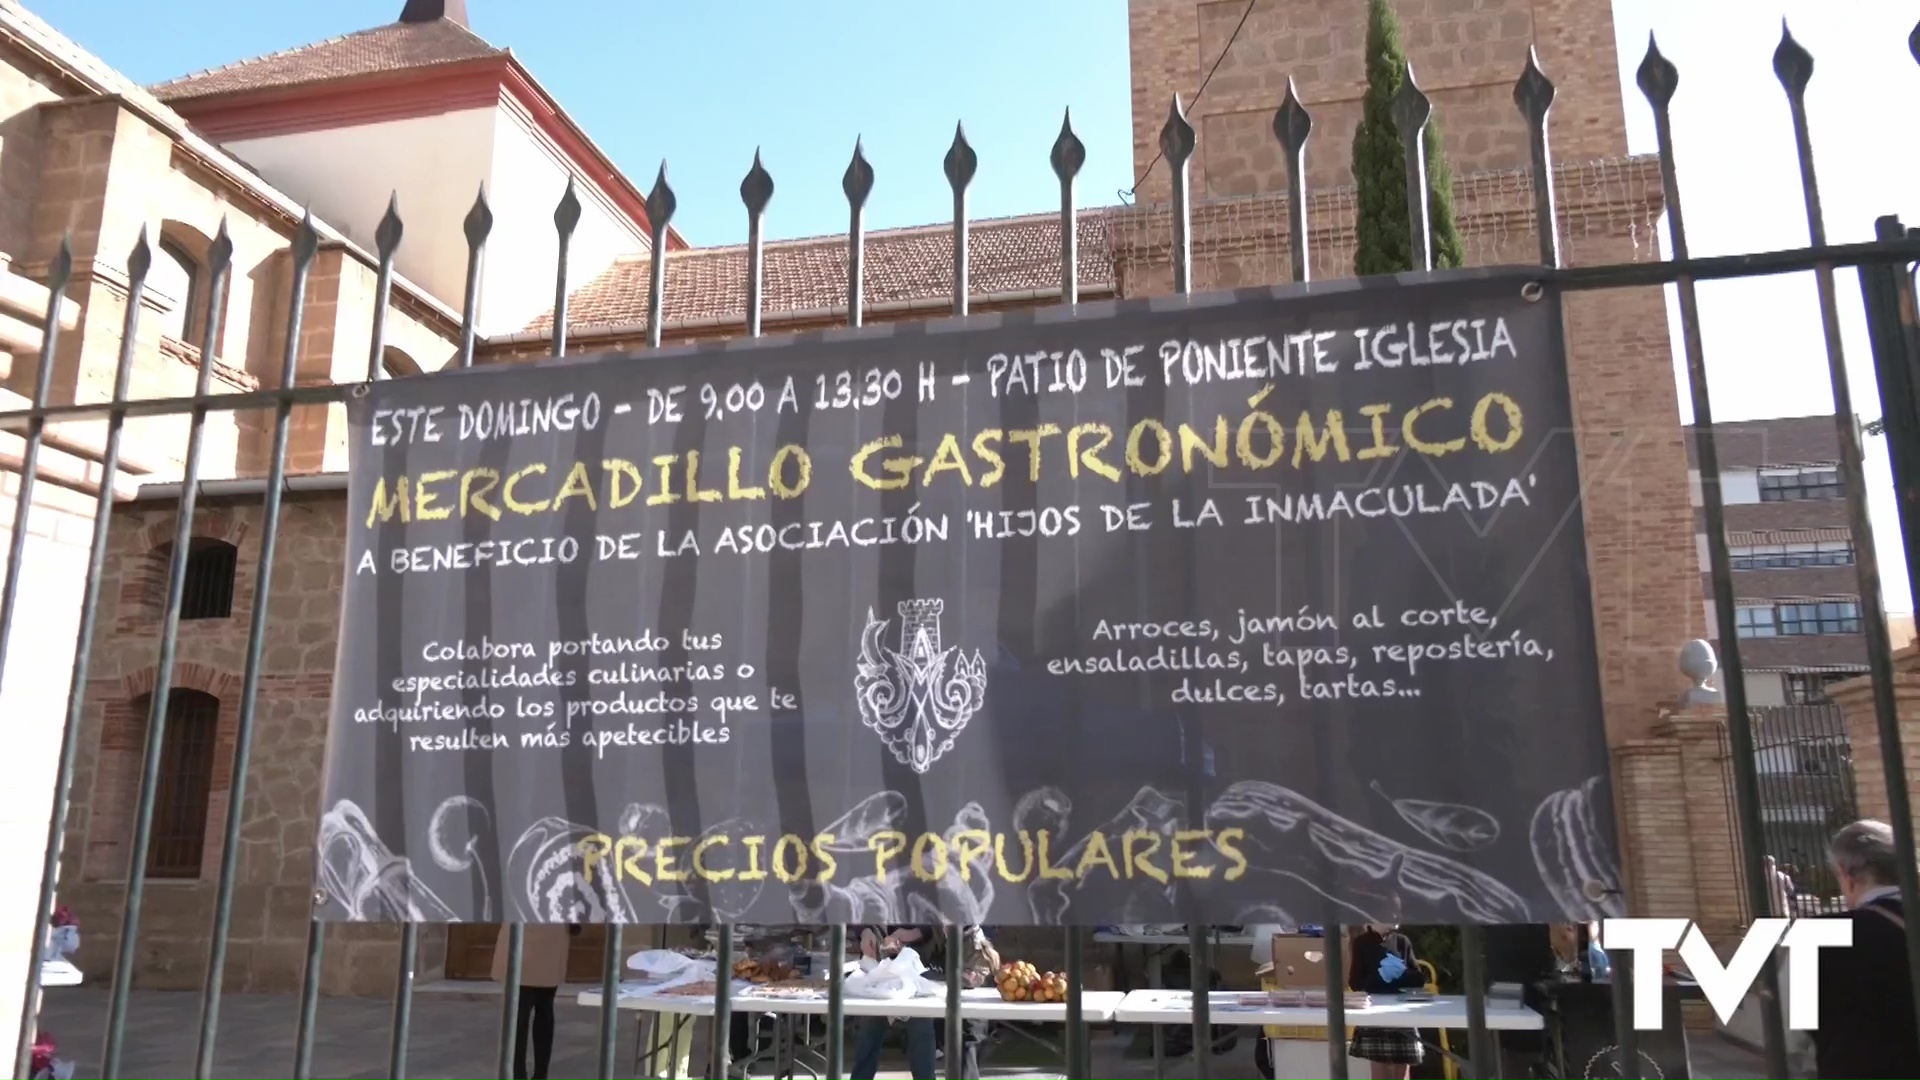 ESTE DOMINGO - DE 9.00 A 13.30 H - PATIO DE PONIENTE IGLESIA
MERCADILLO GASTRONÓMICO
A BENEFICIO DE LA ASOCIACIÓN 'HIJOS DE LA INMACULADA'
Colabora portando tus
especialidades culinarias o
adquiriendo los productos que te
resulten más apetecibles
Arroces, jamón al corte,
ensaladillas, tapas, repostería,
dulces, tartas...
PRECIOS POPULARES
TVT
TVT